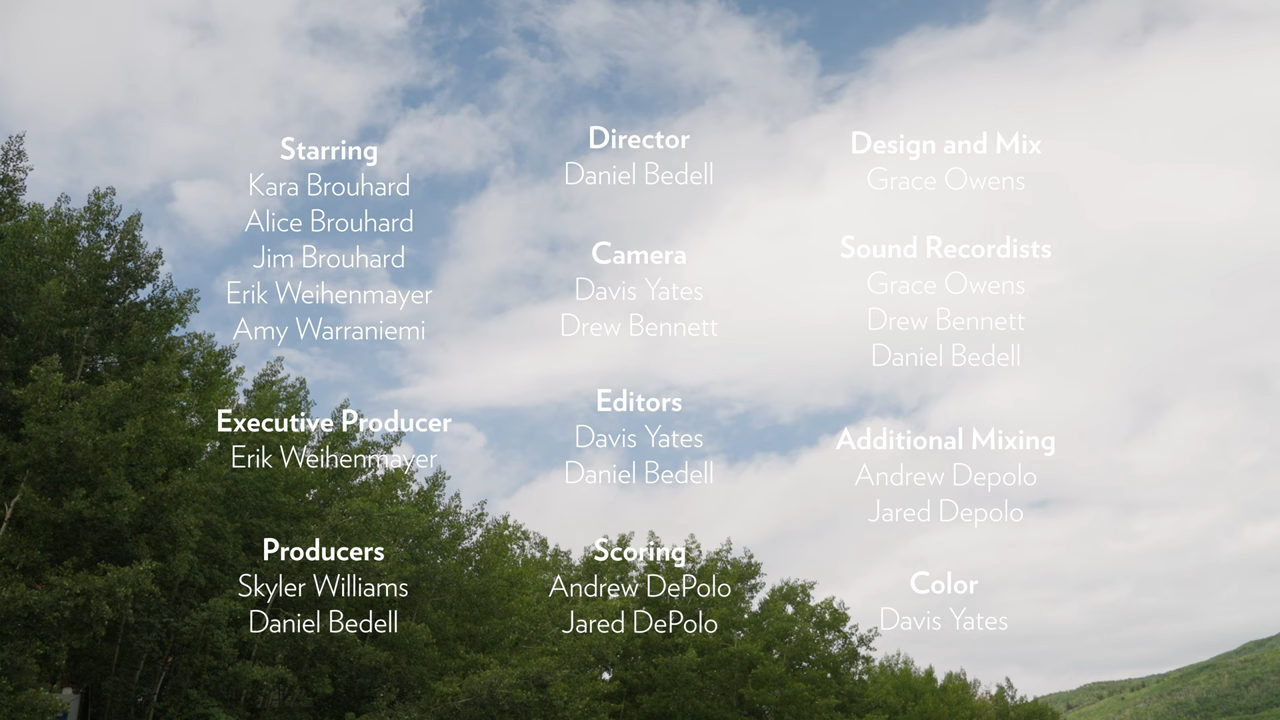 Starring
Kara Brouhard
Alice Brouhard
Jim Brouhard
Erik Weihenmayer
Amy Warraniemi
Executive Producer
Erik Weihenmayer
Producers
Skyler Williams
Daniel Bedell
Director
Daniel Bedell
Camera
Davis Yates
Drew Bennett
Editors
Davis Yates
Daniel Bedell
Scoring
Andrew DePolo
Jared DePolo
Design and Mix
Grace Owens
Sound Recordists
Grace Owens
Drew Bennett
Daniel Bedell
Additional Mixing
Andrew Depolo
Jared Depolo
Color
Davis Yates